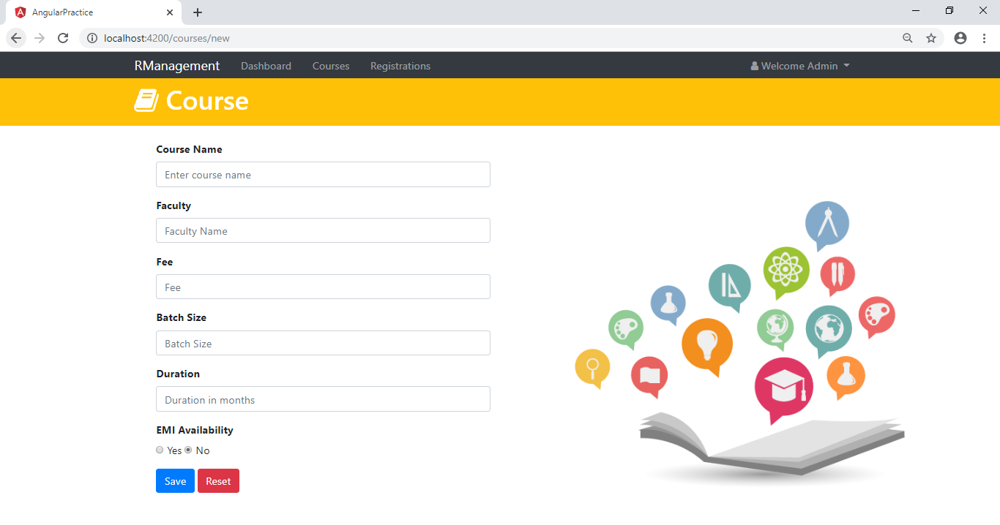 AngularPractice
localhost:4200/courses/new
RManagement Dashboard Courses Registrations Welcome Admin
Course
Course Name
Enter course name
Faculty
Faculty Name
Fee
Fee
Batch Size
Batch Size
Duration
Duration in months
EMI Availability
Yes No
Save Reset